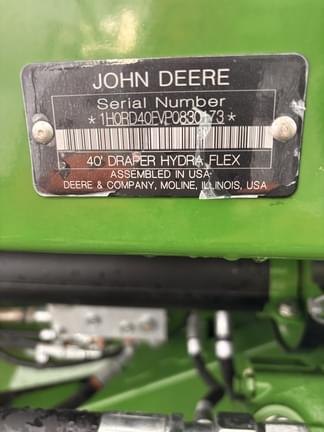 JOHN DEERE
Serial Number
*1H0RD40FVP0830173*
40' DRAPER HYDRA FLEX
ASSEMBLED IN USA
DEERE & COMPANY, MOLINE, ILLINOIS, USA